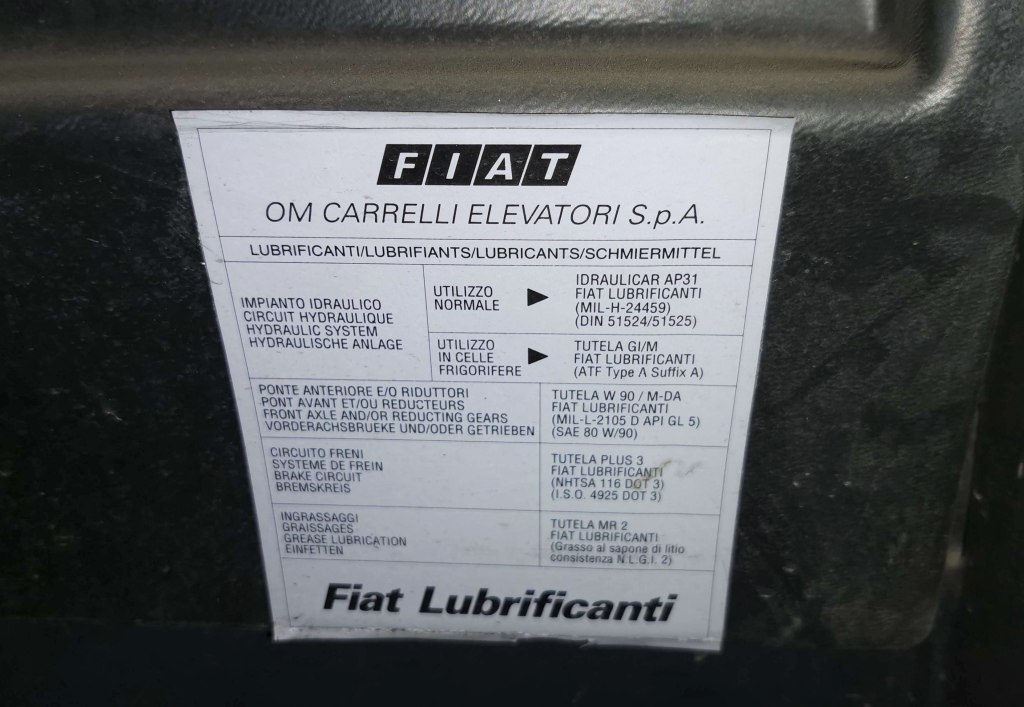 FIAT
OM CARRELLI ELEVATORI S.p.A.
LUBRIFICANTI/LUBRIFIANTS/LUBRICANTS/SCHMIERMITTEL
IMPIANTO IDRAULICO
CIRCUIT HYDRAULIQUE
HYDRAULIC SYSTEM
HYDRAULISCHE ANLAGE
UTILIZZO
NORMALE
IDRAULICAR AP31
FIAT LUBRIFICANTI
(MIL-H-24459)
(DIN 51524/51525)
UTILIZZO
IN CELLE
FRIGORIFERE
TUTELA GI/M
FIAT LUBRIFICANTI
(ATF Type A Suffix A)
PONTE ANTERIORE E/O RIDUTTORI
PONT AVANT ET/OU REDUCTEURS
FRONT AXLE AND/OR REDUCTING GEARS
VORDERACHSBRUEKE UND/ODER GETRIEBEN
TUTELA W 90 / M-DA
FIAT LUBRIFICANTI
(MIL-L-2105 D API GL 5)
(SAE 80 W/90)
CIRCUITO FRENI
SYSTEME DE FREIN
BRAKE CIRCUIT
BREMSKREIS
TUTELA PLUS 3
FIAT LUBRIFICANTI
(NHTSA 116 DOT 3)
(I.S.O. 4925 DOT 3)
INGRASSAGGI
GRAISSAGES
GREASE LUBRICATION
EINFETTEN
TUTELA MR 2
FIAT LUBRIFICANTI
(Grasso al sapone di litio
consistenza N.L.G.I. 2)
Fiat Lubrificanti